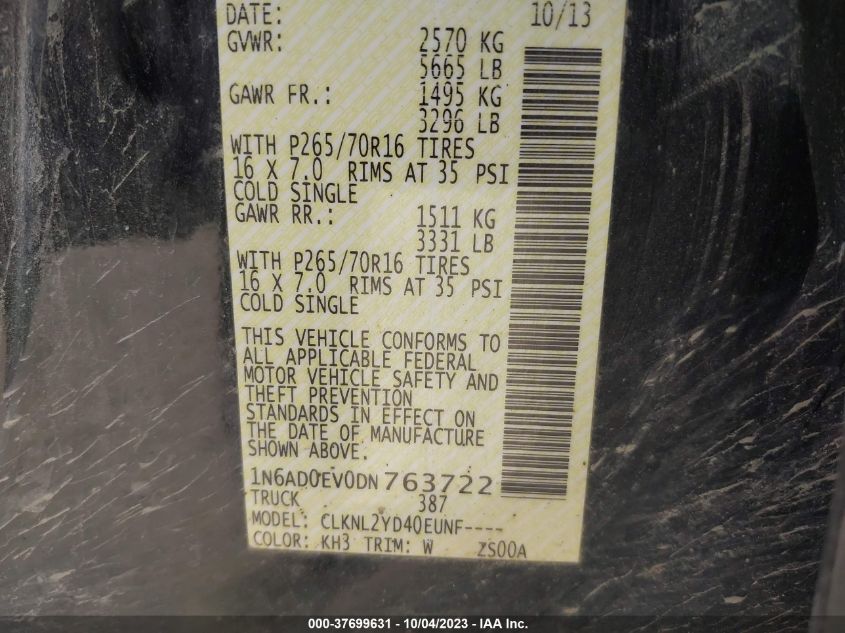 DATE: 10/13
GVWR: 2570 KG
5665 LB
GAWR FR.: 1495 KG
3296 LB
WITH P265/70R16 TIRES
16 X 7.0 RIMS AT 35 PSI
COLD SINGLE
GAWR RR.: 1511 KG
3331 LB
WITH P265/70R16 TIRES
16 X 7.0 RIMS AT 35 PSI
COLD SINGLE
THIS VEHICLE CONFORMS TO
ALL APPLICABLE FEDERAL
MOTOR VEHICLE SAFETY AND
THEFT PREVENTION
STANDARDS IN EFFECT ON
THE DATE OF MANUFACTURE
SHOWN ABOVE.
1N6AD0EV0DN763722
TRUCK 387
MODEL: CLKNL2YD40EUNF----
COLOR: KH3 TRIM: W ZS00A
000-37699631 - 10/04/2023 - IAA Inc.